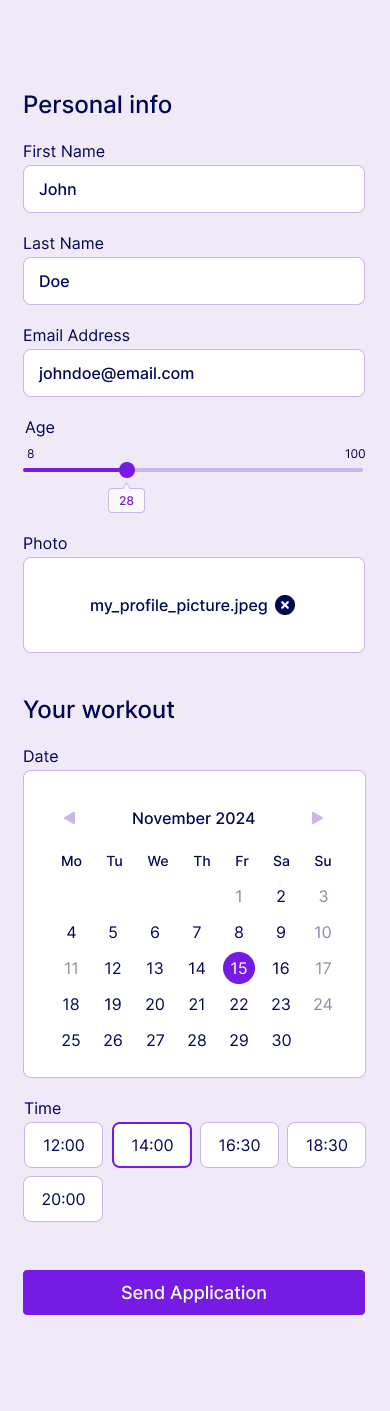 Personal info
First Name
John
Last Name
Doe
Email Address
johndoe@email.com
Age
8 100
28
Photo
my_profile_picture.jpeg
Your workout
Date
November 2024
Mo Tu We Th Fr Sa Su
1 2 3
4 5 6 7 8 9 10
11 12 13 14 15 16 17
18 19 20 21 22 23 24
25 26 27 28 29 30
Time
12:00 14:00 16:30 18:30
20:00
Send Application